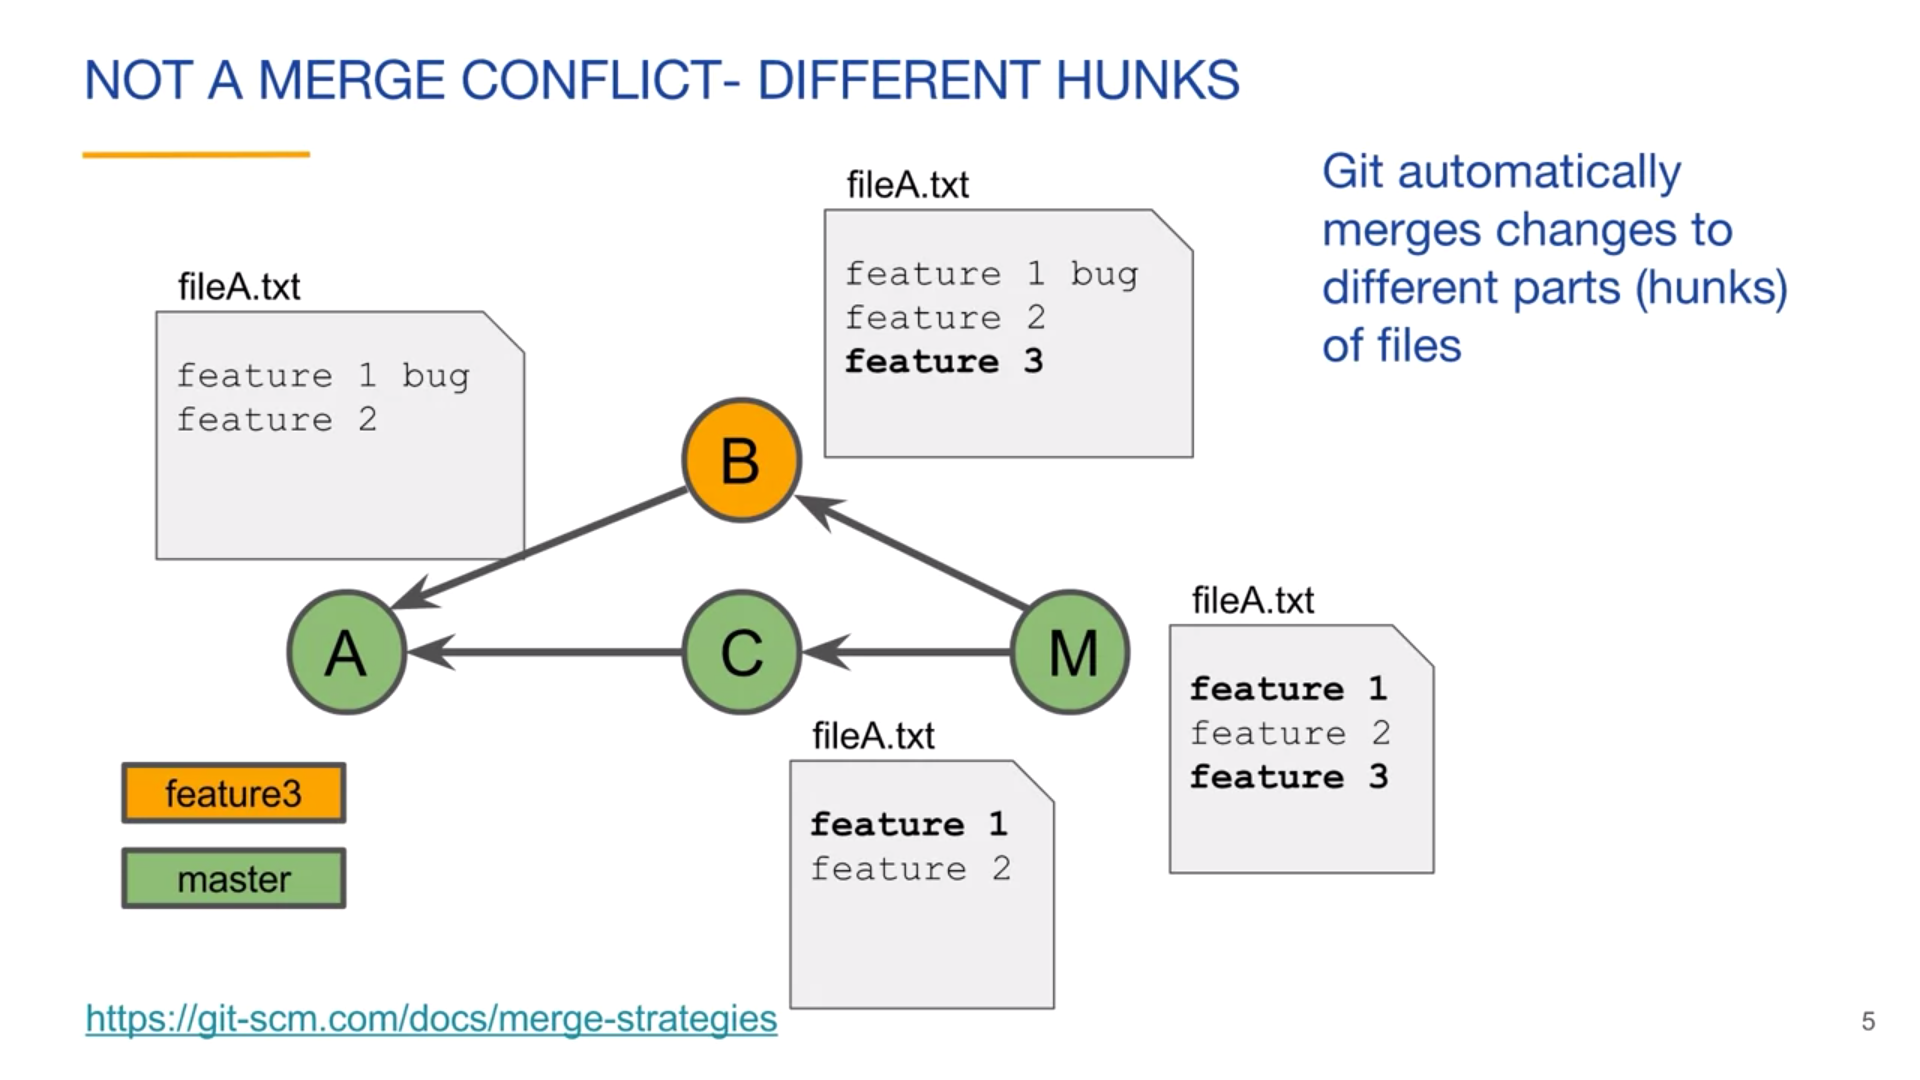 NOT A MERGE CONFLICT- DIFFERENT HUNKS
Git automatically
merges changes to
different parts (hunks)
of files
fileA.txt
feature 1 bug
feature 2
fileA.txt
feature 1 bug
feature 2
feature 3
B
A
C
M
fileA.txt
feature 1
feature 2
fileA.txt
feature 1
feature 2
feature 3
feature3
master
https://git-scm.com/docs/merge-strategies
5